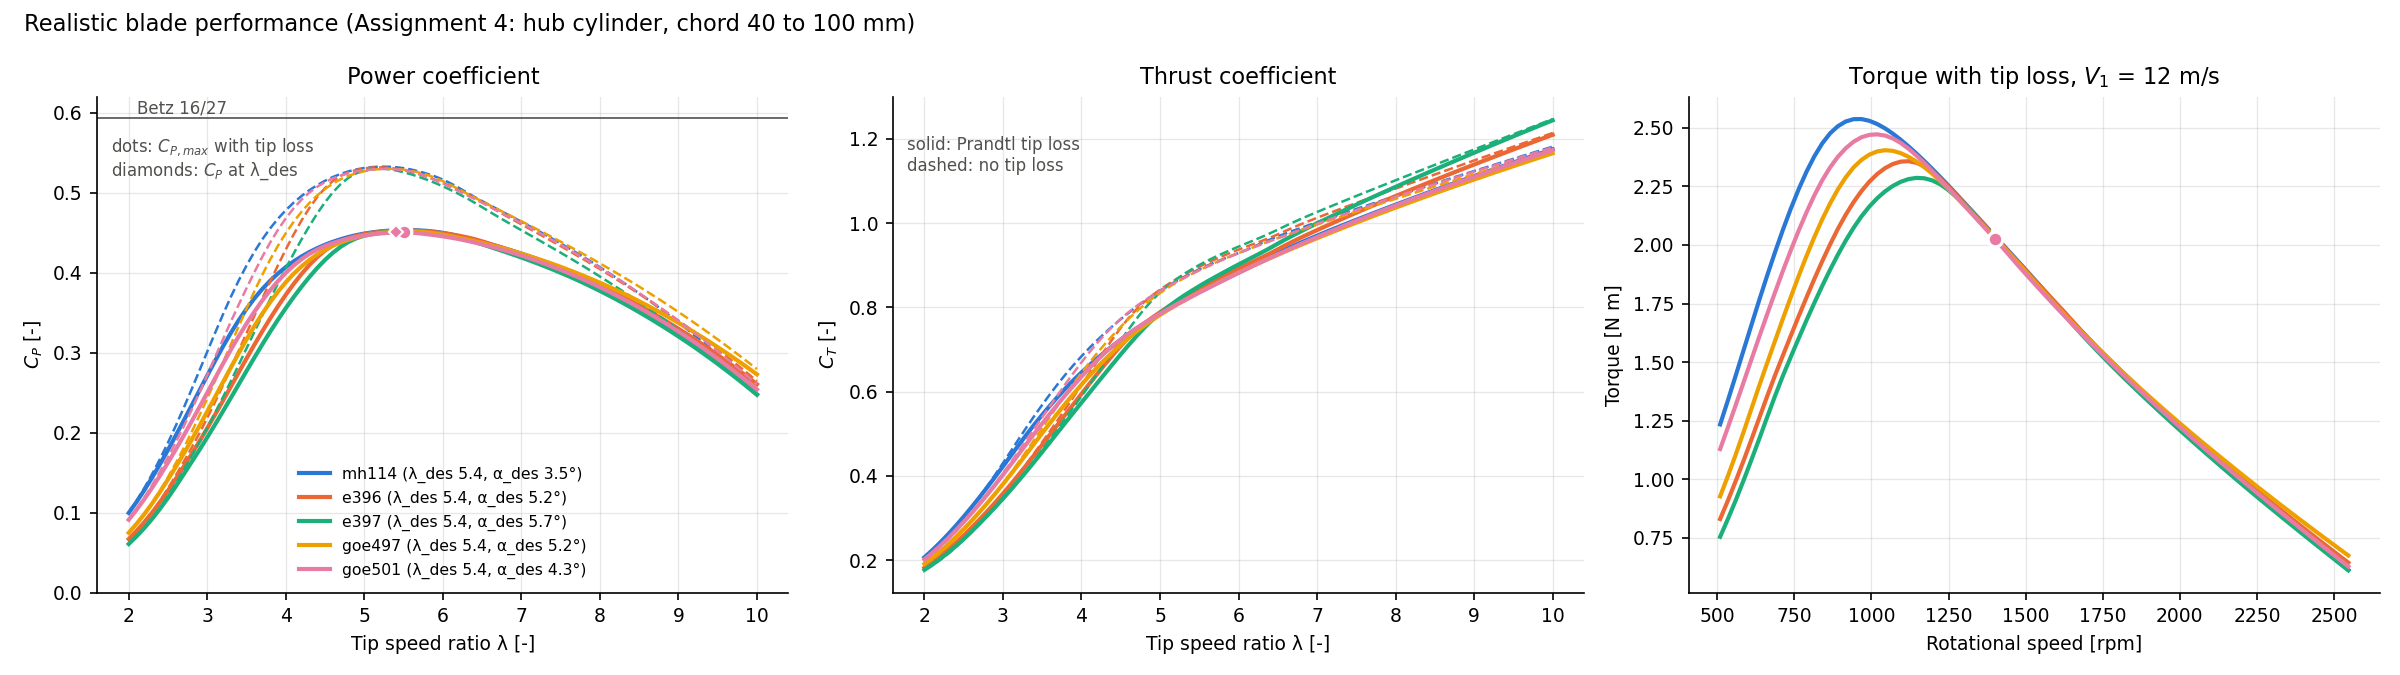 Realistic blade performance (Assignment 4: hub cylinder, chord 40 to 100 mm)
Power coefficient
Betz 16/27
dots: C_{P,max} with tip loss
diamonds: C_P at λ_des
0.6
0.5
0.4
0.3
0.2
0.1
0.0
C_P [-]
mh114 (λ_des 5.4, α_des 3.5°)
e396 (λ_des 5.4, α_des 5.2°)
e397 (λ_des 5.4, α_des 5.7°)
goe497 (λ_des 5.4, α_des 5.2°)
goe501 (λ_des 5.4, α_des 4.3°)
2 3 4 5 6 7 8 9 10
Tip speed ratio λ [-]
Thrust coefficient
solid: Prandtl tip loss
dashed: no tip loss
1.2
1.0
0.8
0.6
0.4
0.2
C_T [-]
2 3 4 5 6 7 8 9 10
Tip speed ratio λ [-]
Torque with tip loss, V_1 = 12 m/s
2.50
2.25
2.00
1.75
1.50
1.25
1.00
0.75
Torque [N m]
500 750 1000 1250 1500 1750 2000 2250 2500
Rotational speed [rpm]